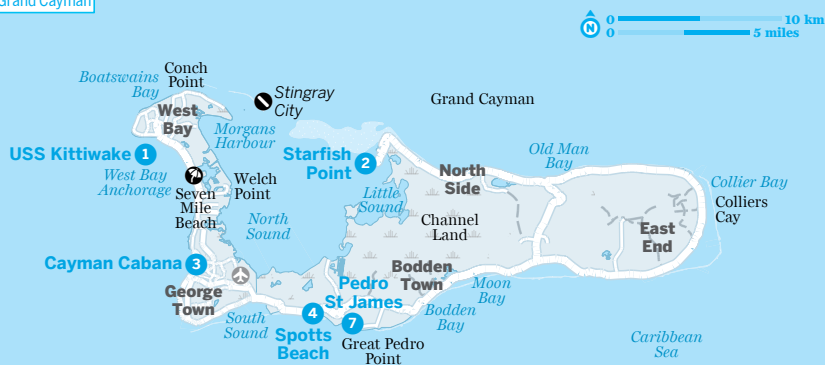 Grand Cayman
0
10 km
N
0
5 miles
Conch
Point
Boatswains
Bay
Stingray
City
Grand Cayman
West
Bay
Morgans
Harbour
USS Kittiwake 1
Starfish
Point
2
Old Man
Bay
West Bay
Anchorage
North
Side
Collier Bay
Seven
Mile
Beach
Welch
Point
Little
Sound
Colliers
Cay
North
Sound
Channel
Land
East
End
Cayman Cabana 3
Bodden
Town
Pedro
St James
7
Moon
Bay
George
Town
South
Sound
4
Spotts
Beach
Bodden
Bay
Great Pedro
Point
Caribbean
Sea